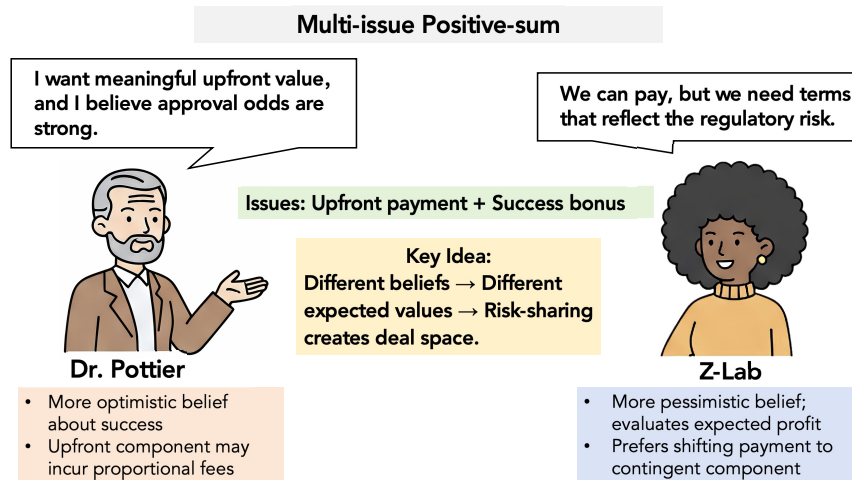 Multi-issue Positive-sum
I want meaningful upfront value,
and I believe approval odds are
strong.
We can pay, but we need terms
that reflect the regulatory risk.
Issues: Upfront payment + Success bonus
Key Idea:
Different beliefs → Different
expected values → Risk-sharing
creates deal space.
Dr. Pottier
• More optimistic belief
about success
• Upfront component may
incur proportional fees
Z-Lab
• More pessimistic belief;
evaluates expected profit
• Prefers shifting payment to
contingent component